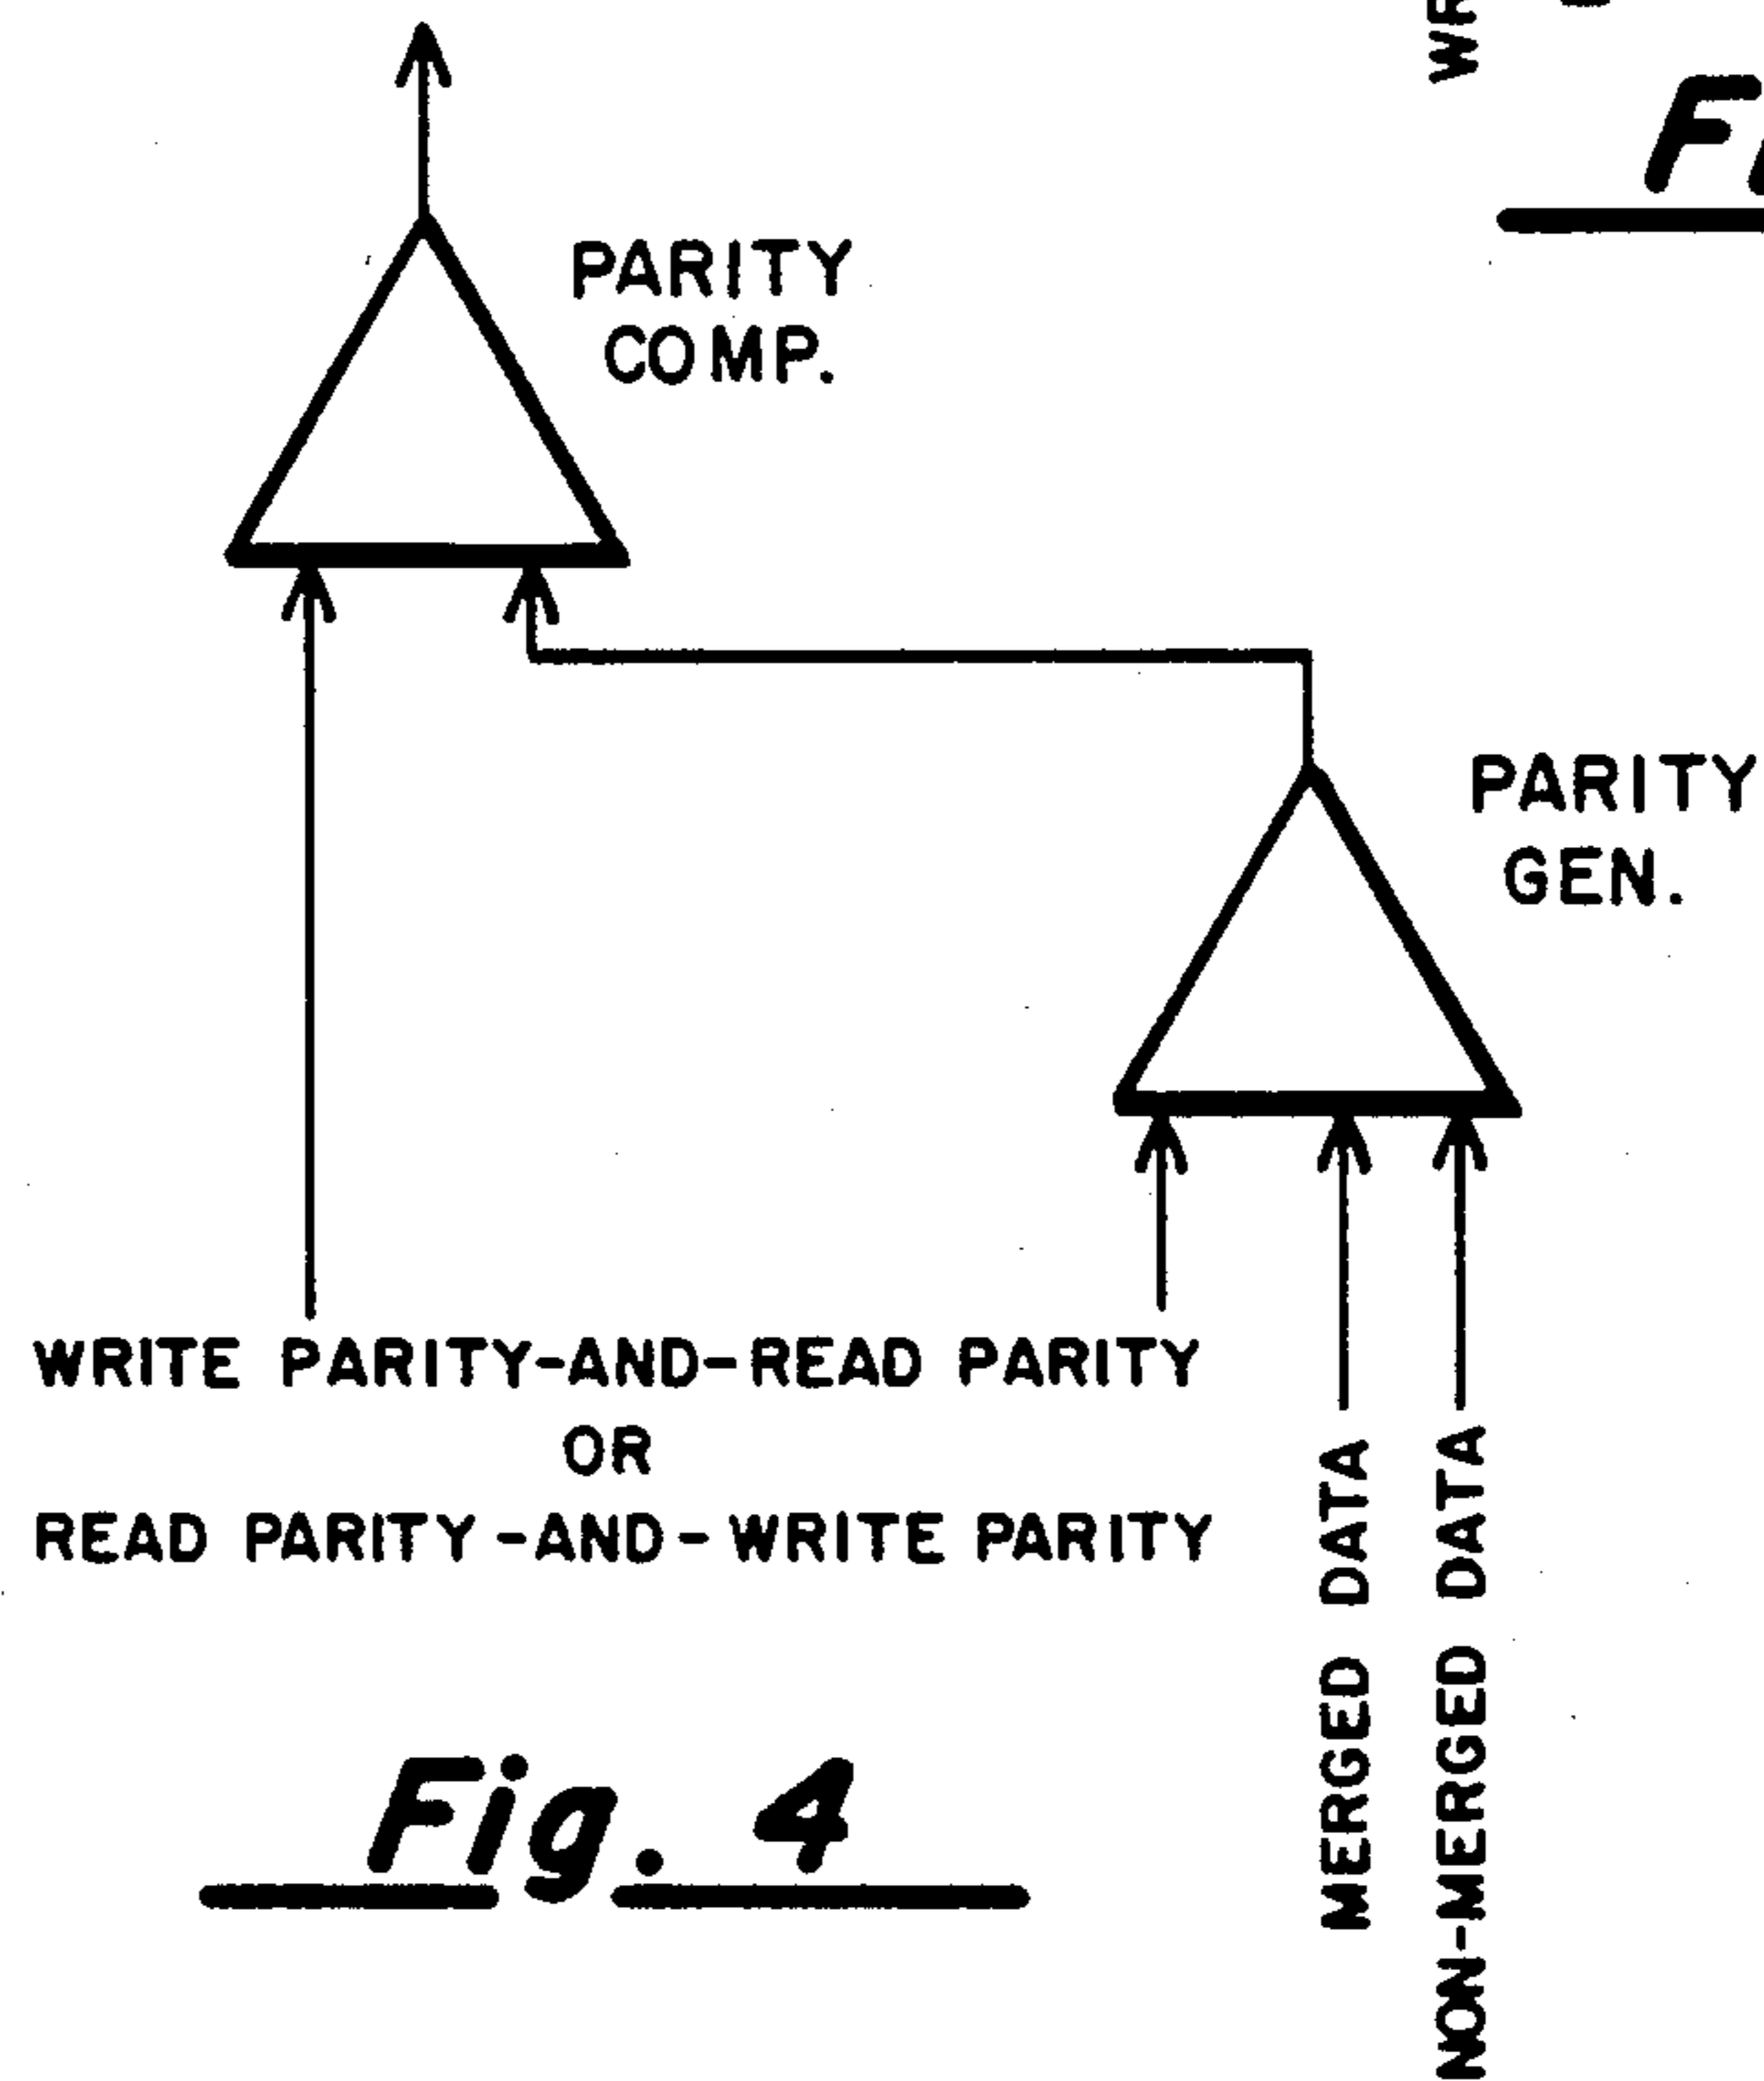 PARITY
COMP.
PARITY
GEN.
WRITE PARITY-AND-READ PARITY
OR
READ PARITY-AND-WRITE PARITY
MERGED DATA
NON-MERGED DATA
Fig. 4